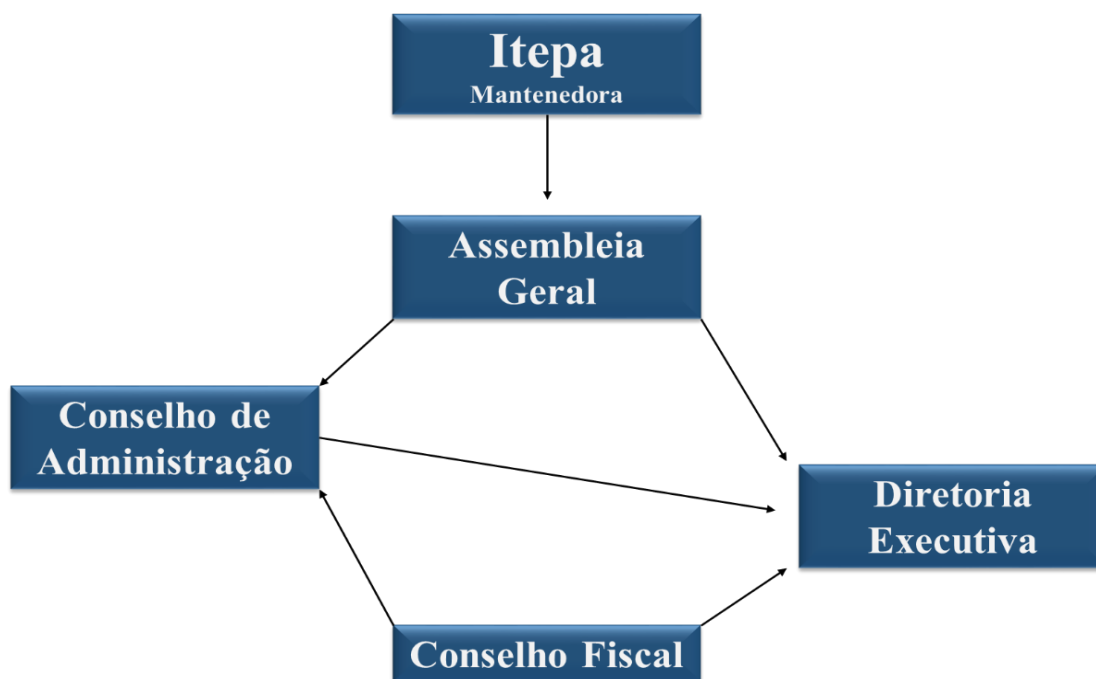 Itepa
Mantenedora
Assembleia
Geral
Conselho de
Administração
Diretoria
Executiva
Conselho Fiscal